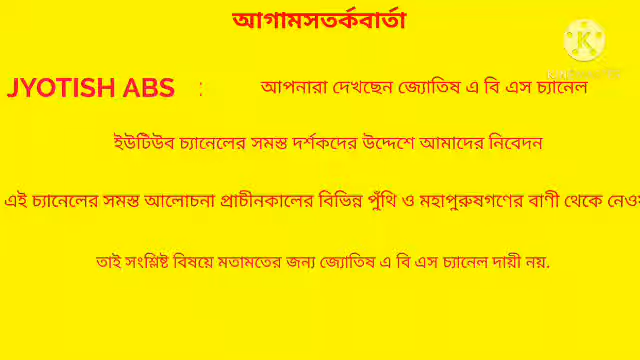 আগামসতর্কবার্তা
JYOTISH ABS : আপনারা দেখছেন জ্যোতিষ এ বি এস চ্যানেল
ইউটিউব চ্যানেলের সমস্ত দর্শকদের উদ্দেশে আমাদের নিবেদন
এই চ্যানেলের সমস্ত আলোচনা প্রাচীনকালের বিভিন্ন পুঁথি ও মহাপুরুষগণের বাণী থেকে
তাই সংশ্লিষ্ট বিষয়ে মতামতের জন্য জ্যোতিষ এ বি এস চ্যানেল দায়ী নয়.